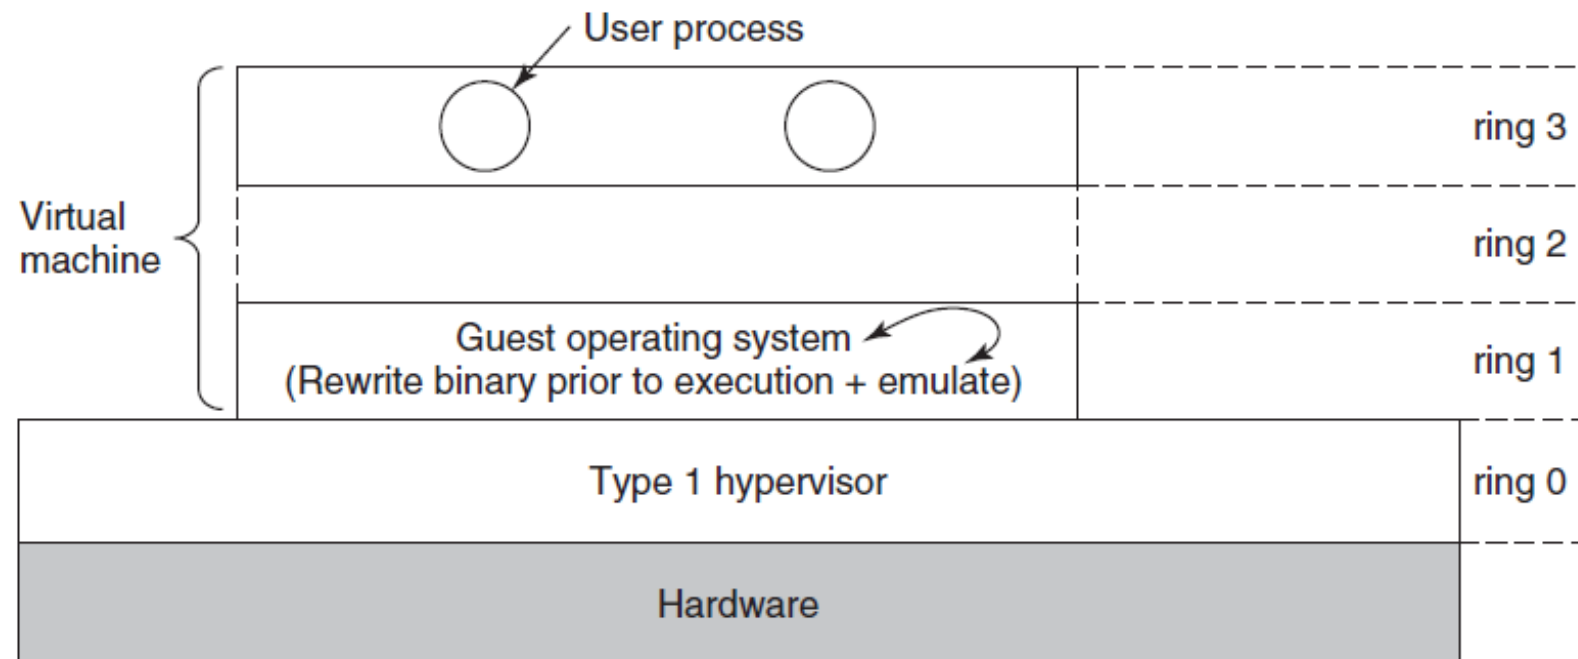 User process
ring 3
Virtual
machine
ring 2
Guest operating system
(Rewrite binary prior to execution + emulate)
ring 1
Type 1 hypervisor
ring 0
Hardware